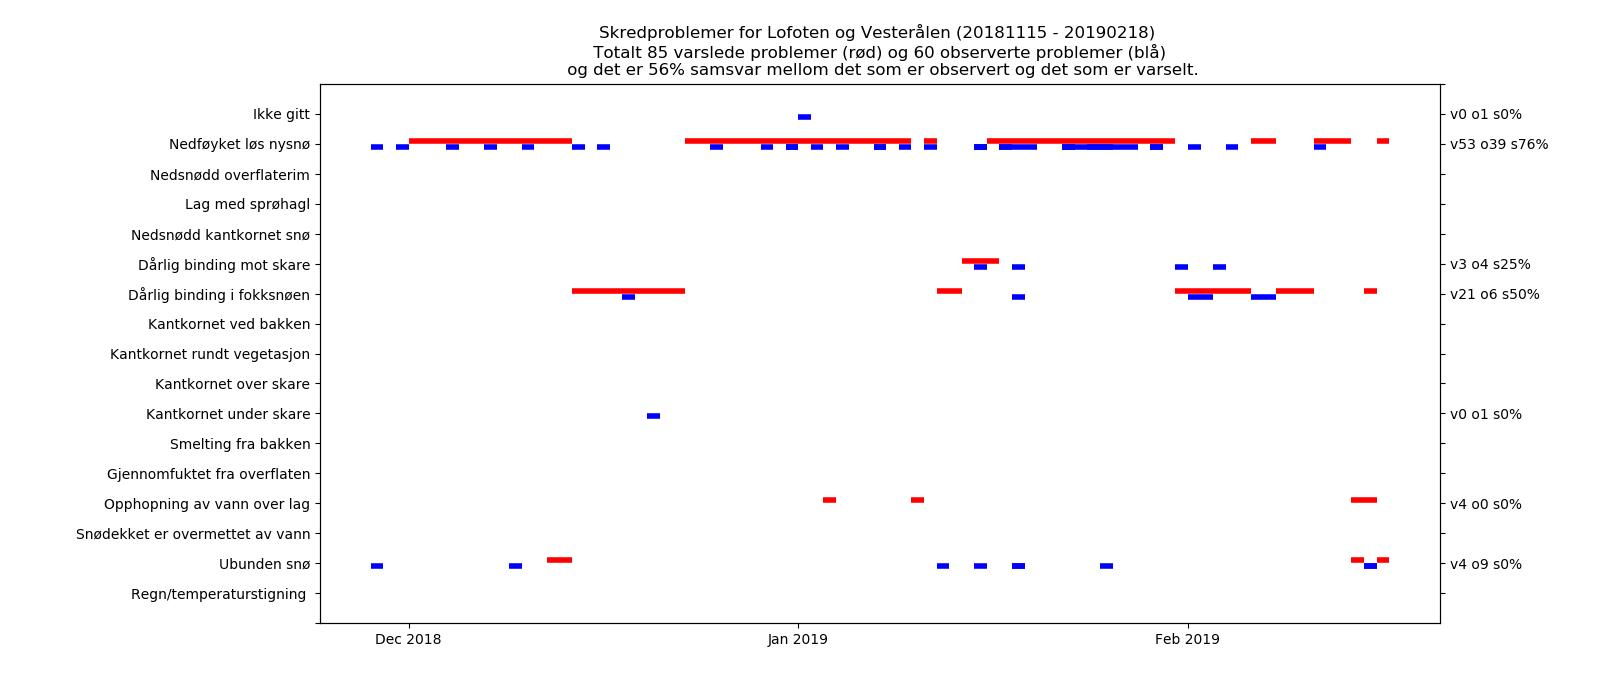 Skredproblemer for Lofoten og Vesterålen (20181115 - 20190218)
Totalt 85 varslede problemer (rød) og 60 observerte problemer (blå)
og det er 56% samsvar mellom det som er observert og det som er varselt.
Ikke gitt
v0 o1 s0%
Nedføyket løs nysnø
v53 o39 s76%
Nedsnødd overflaterim
Lag med sprøhagl
Nedsnødd kantkornet snø
Dårlig binding mot skare
v3 o4 s25%
Dårlig binding i fokksnøen
v21 o6 s50%
Kantkornet ved bakken
Kantkornet rundt vegetasjon
Kantkornet over skare
Kantkornet under skare
v0 o1 s0%
Smelting fra bakken
Gjennomfuktet fra overflaten
Opphopning av vann over lag
v4 o0 s0%
Snødekket er overmettet av vann
Ubunden snø
v4 o9 s0%
Regn/temperaturstigning
Dec 2018
Jan 2019
Feb 2019